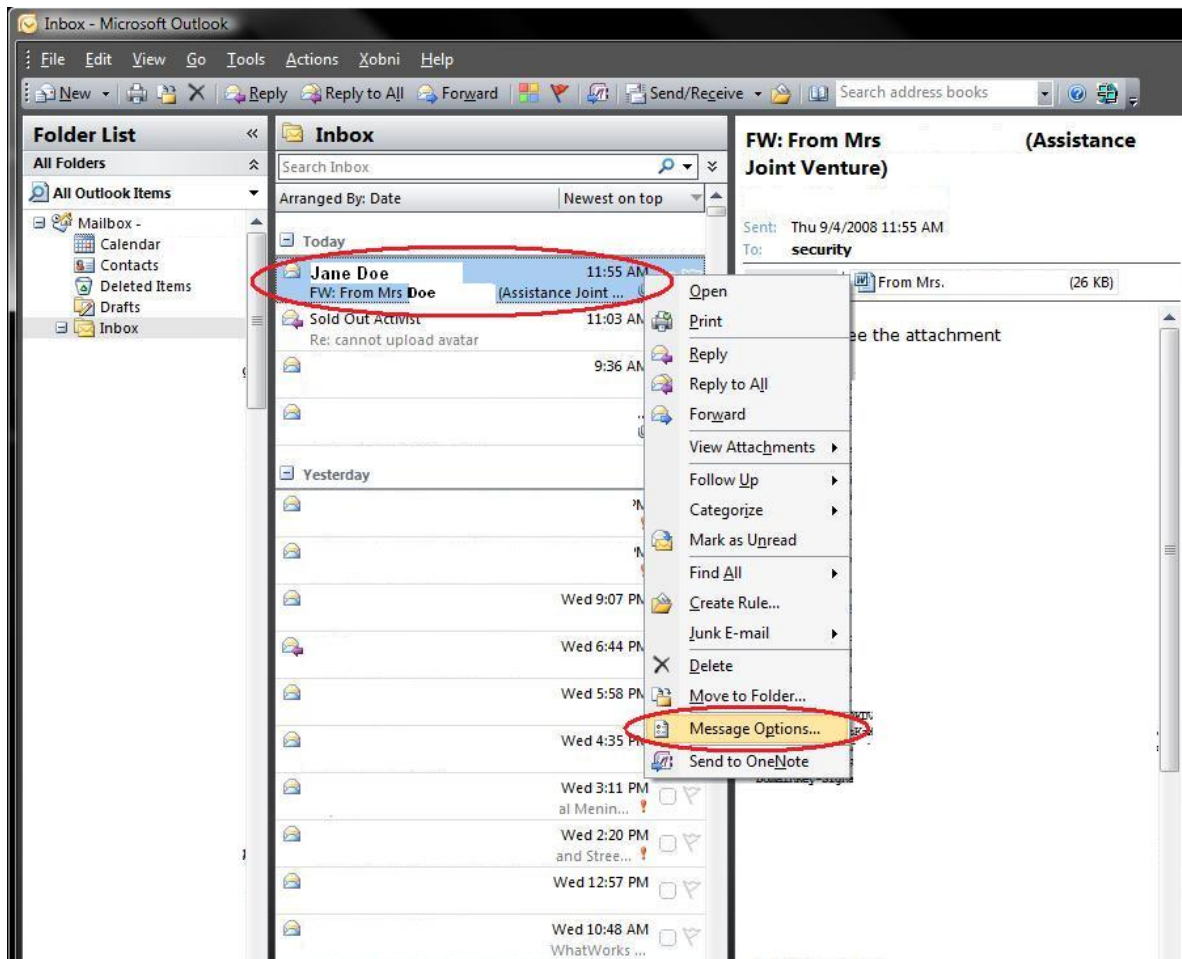 Inbox - Microsoft Outlook
File Edit View Go Tools Actions Xobni Help
New Reply Reply to All Forward Send/Receive Search address books
Folder List «
All Folders
All Outlook Items
Mailbox -
Calendar
Contacts
Deleted Items
Drafts
Inbox
Inbox
Search Inbox
Arranged By: Date Newest on top
Today
Jane Doe 11:55 AM
FW: From Mrs Doe (Assistance Joint ...
Sold Out Activist 11:03 AM
Re: cannot upload avatar
9:36 AM
Yesterday
Wed 9:07 PM
Wed 6:44 PM
Wed 5:58 PM
Wed 4:35 PM
Wed 3:11 PM
al Menin...
Wed 2:20 PM
and Stree...
Wed 12:57 PM
Wed 10:48 AM
WhatWorks ...
Open
Print
Reply
Reply to All
Forward
View Attachments
Follow Up
Categorize
Mark as Unread
Find All
Create Rule...
Junk E-mail
Delete
Move to Folder...
Message Options...
Send to OneNote
FW: From Mrs (Assistance
Joint Venture)
Sent: Thu 9/4/2008 11:55 AM
To: security
From Mrs. (26 KB)
ee the attachment